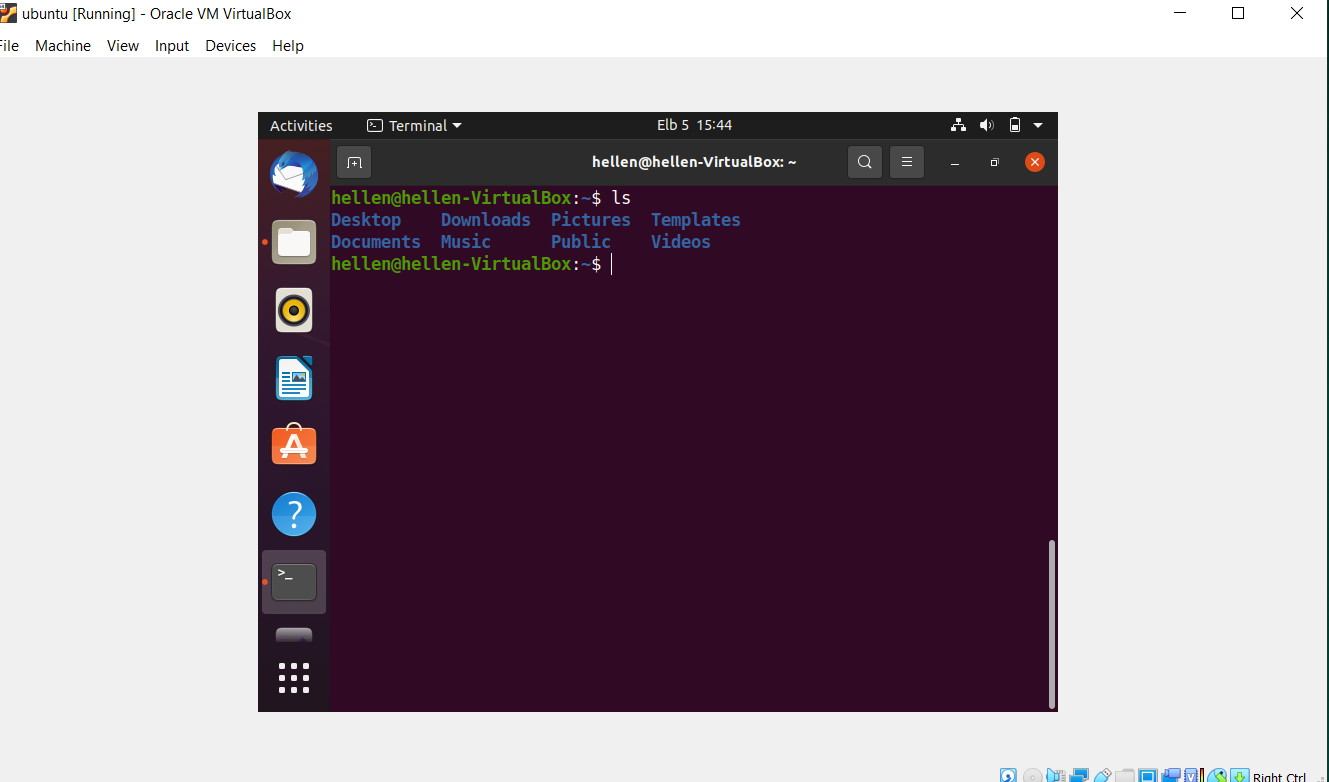 ubuntu [Running] - Oracle VM VirtualBox
File Machine View Input Devices Help
Activities Terminal Elb 5 15:44
hellen@hellen-VirtualBox: ~
hellen@hellen-VirtualBox:~$ ls
Desktop Downloads Pictures Templates
Documents Music Public Videos
hellen@hellen-VirtualBox:~$
Right Ctrl